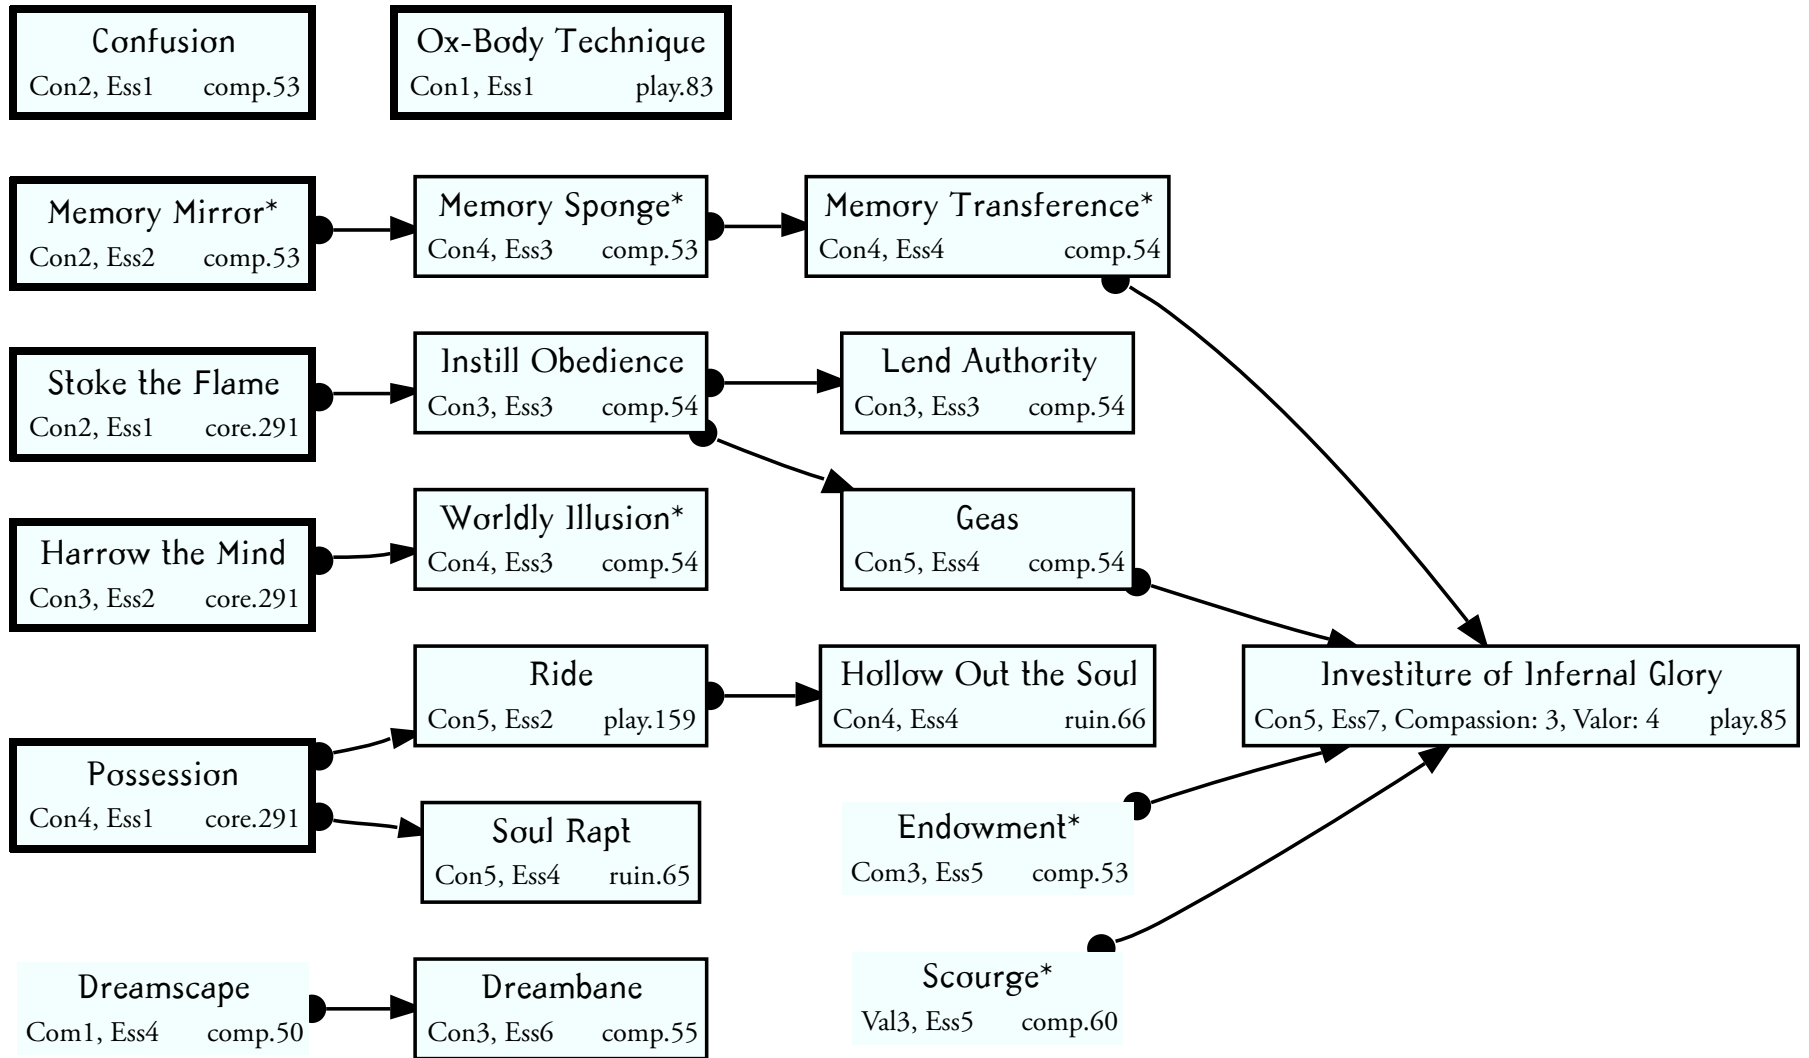 Confusion
Con2, Ess1 comp.53
Ox-Body Technique
Con1, Ess1 play.83
Memory Mirror*
Con2, Ess2 comp.53
Memory Sponge*
Con4, Ess3 comp.53
Memory Transference*
Con4, Ess4 comp.54
Stoke the Flame
Con2, Ess1 core.291
Instill Obedience
Con3, Ess3 comp.54
Lend Authority
Con3, Ess3 comp.54
Harrow the Mind
Con3, Ess2 core.291
Worldly Illusion*
Con4, Ess3 comp.54
Geas
Con5, Ess4 comp.54
Ride
Con5, Ess2 play.159
Hollow Out the Soul
Con4, Ess4 ruin.66
Investiture of Infernal Glory
Con5, Ess7, Compassion: 3, Valor: 4 play.85
Possession
Con4, Ess1 core.291
Soul Rapt
Con5, Ess4 ruin.65
Endowment*
Com3, Ess5 comp.53
Dreamscape
Com1, Ess4 comp.50
Dreambane
Con3, Ess6 comp.55
Scourge*
Val3, Ess5 comp.60